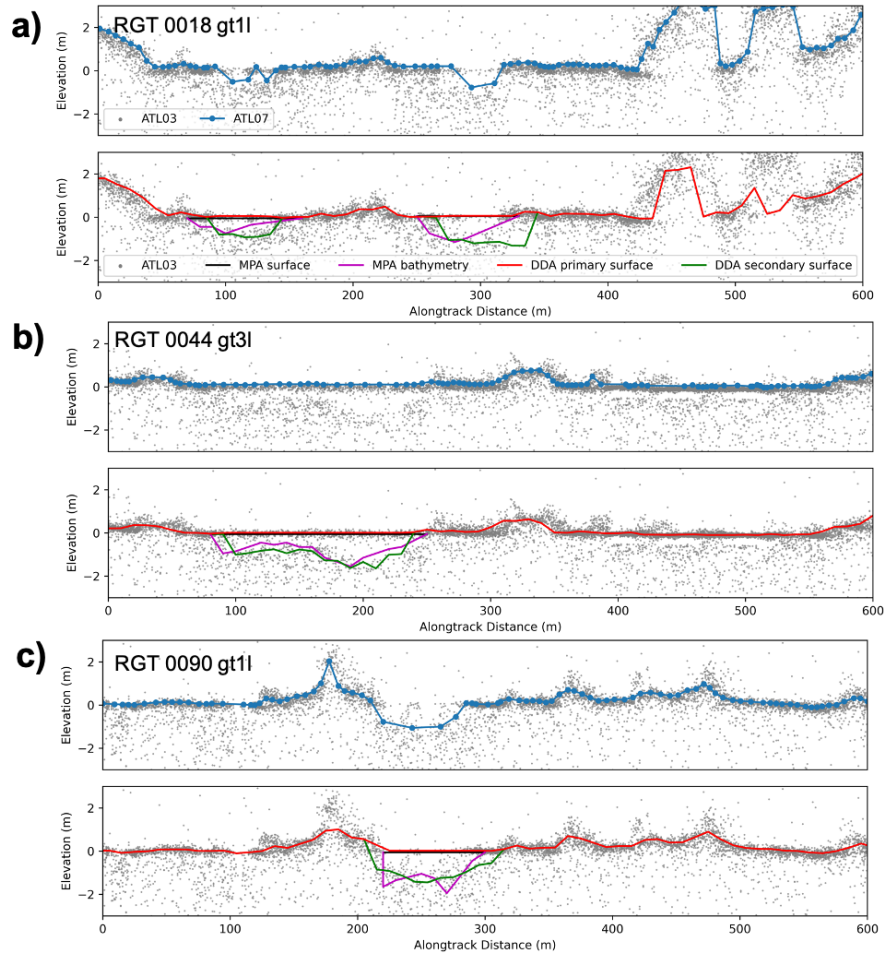 a)
RGT 0018 gt1l
Elevation (m)
2
0
−2
ATL03
ATL07
Elevation (m)
2
0
−2
ATL03
MPA surface
MPA bathymetry
DDA primary surface
DDA secondary surface
0
100
200
300
400
500
600
Alongtrack Distance (m)
b)
RGT 0044 gt3l
Elevation (m)
2
0
−2
Elevation (m)
2
0
−2
0
100
200
300
400
500
600
Alongtrack Distance (m)
c)
RGT 0090 gt1l
Elevation (m)
2
0
−2
Elevation (m)
2
0
−2
0
100
200
300
400
500
600
Alongtrack Distance (m)